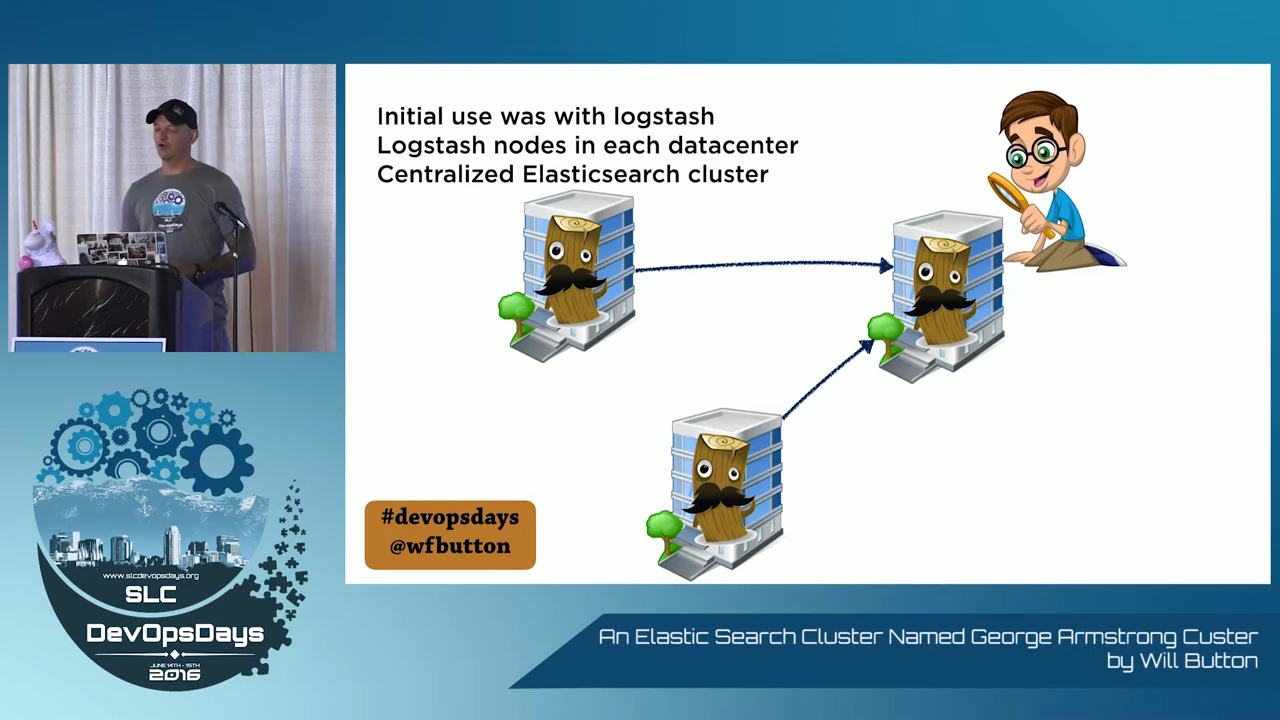 Initial use was with logstash
Logstash nodes in each datacenter
Centralized Elasticsearch cluster
#devopsdays
@wfbutton
www.slcdevopsdays.org
SLC
DevOpsDays
JUNE 14TH - 15TH
2016
An Elastic Search Cluster Named George Armstrong Custer
by Will Button